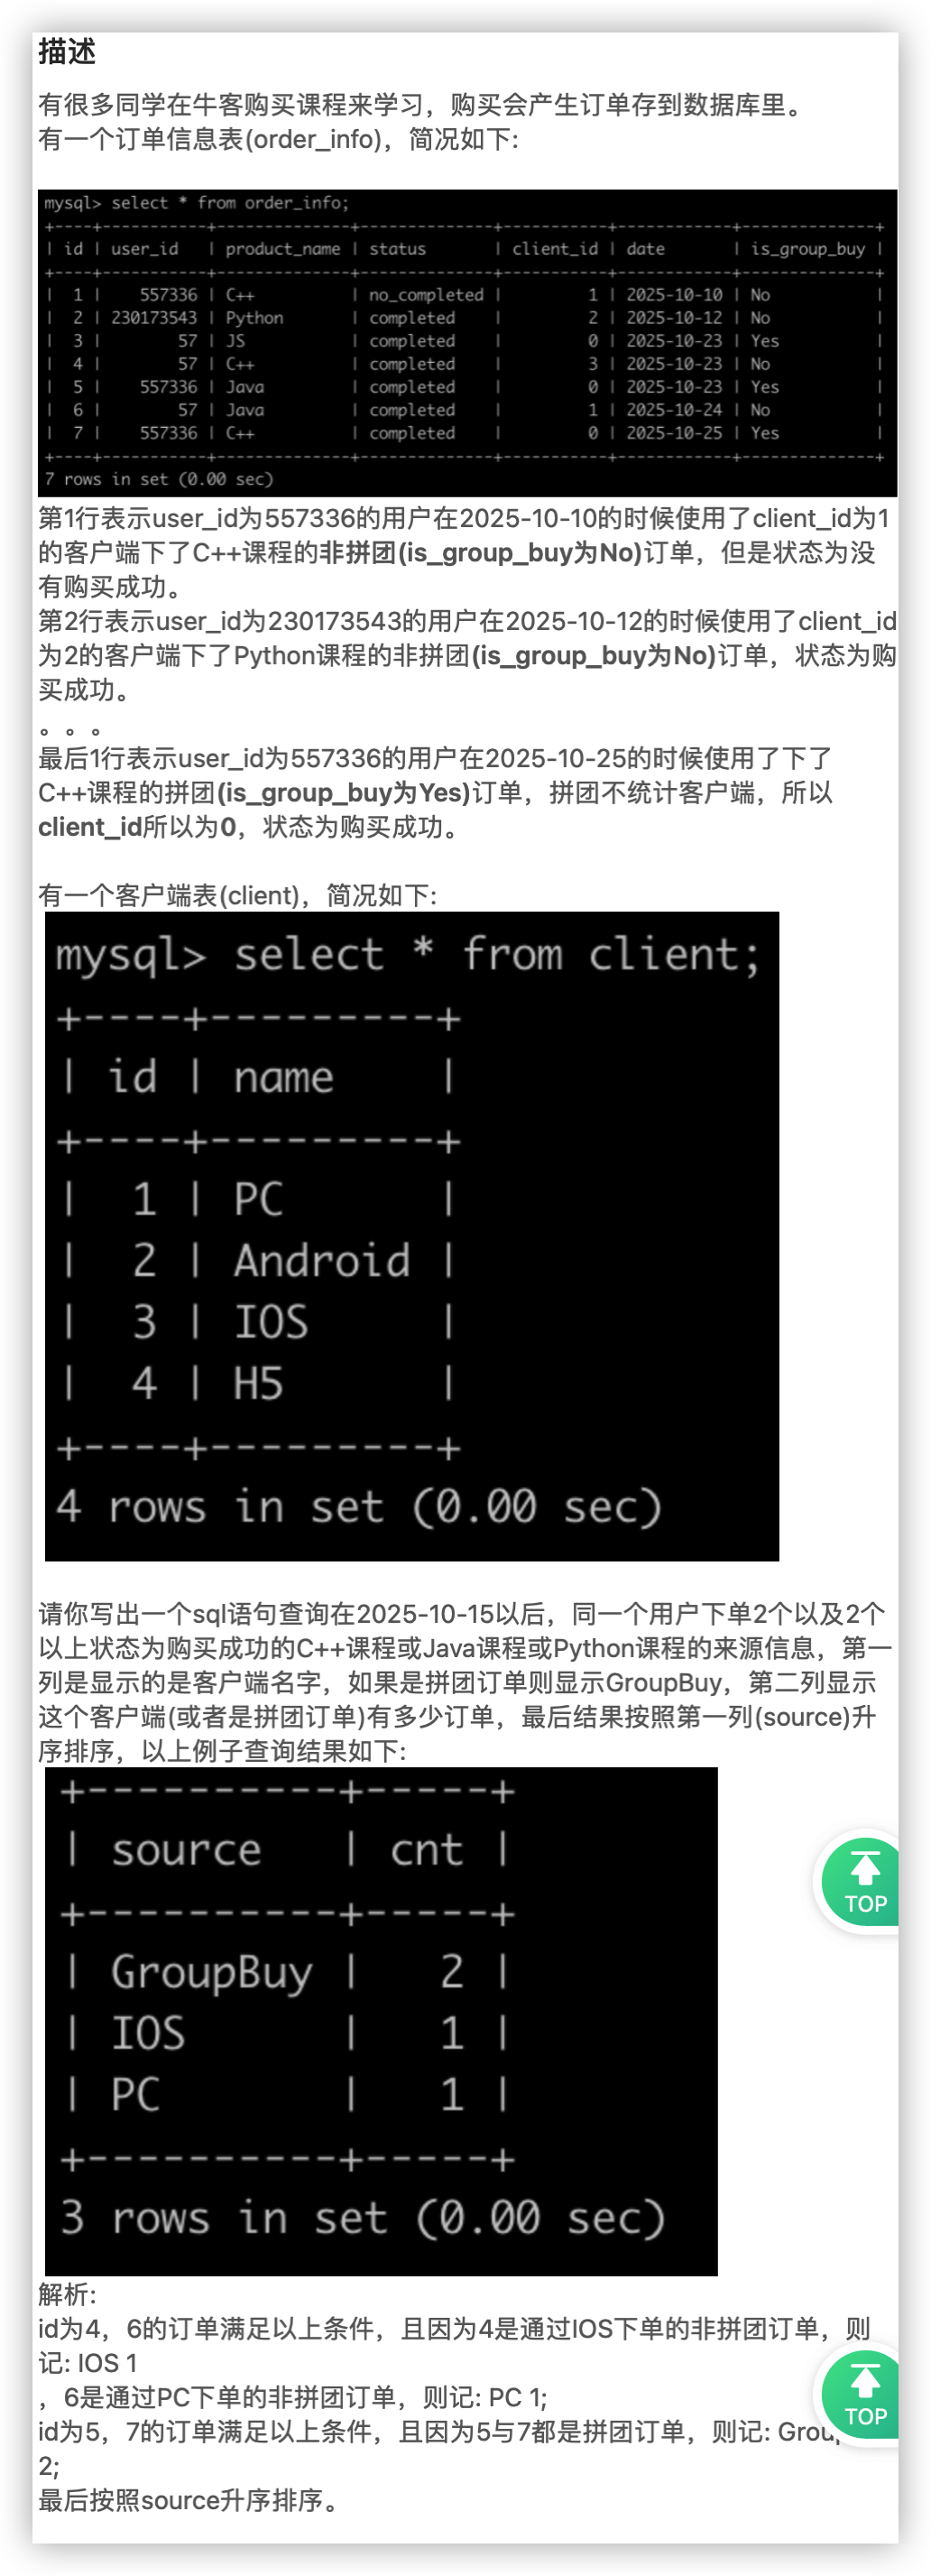 描述
有很多同学在牛客购买课程来学习，购买会产生订单存到数据库里。
有一个订单信息表(order_info)，简况如下:
mysql> select * from order_info;
+----+-----------+--------------+--------------+-----------+------------+--------------+
| id | user_id | product_name | status | client_id | date | is_group_buy |
+----+-----------+--------------+--------------+-----------+------------+--------------+
| 1 | 557336 | C++ | no_completed | 1 | 2025-10-10 | No |
| 2 | 230173543 | Python | completed | 2 | 2025-10-12 | No |
| 3 | 57 | JS | completed | 0 | 2025-10-23 | Yes |
| 4 | 57 | C++ | completed | 3 | 2025-10-23 | No |
| 5 | 557336 | Java | completed | 0 | 2025-10-23 | Yes |
| 6 | 57 | Java | completed | 1 | 2025-10-24 | No |
| 7 | 557336 | C++ | completed | 0 | 2025-10-25 | Yes |
+----+-----------+--------------+--------------+-----------+------------+--------------+
7 rows in set (0.00 sec)
第1行表示user_id为557336的用户在2025-10-10的时候使用了client_id为1
的客户端下了C++课程的非拼团(is_group_buy为No)订单，但是状态为没
有购买成功。
第2行表示user_id为230173543的用户在2025-10-12的时候使用了client_id
为2的客户端下了Python课程的非拼团(is_group_buy为No)订单，状态为购
买成功。
。。。
最后1行表示user_id为557336的用户在2025-10-25的时候使用了下了
C++课程的拼团(is_group_buy为Yes)订单，拼团不统计客户端，所以
client_id所以为0，状态为购买成功。
有一个客户端表(client)，简况如下:
mysql> select * from client;
+----+---------+
| id | name |
+----+---------+
| 1 | PC |
| 2 | Android |
| 3 | IOS |
| 4 | H5 |
+----+---------+
4 rows in set (0.00 sec)
请你写出一个sql语句查询在2025-10-15以后，同一个用户下单2个以及2个
以上状态为购买成功的C++课程或Java课程或Python课程的来源信息，第一
列是显示的是客户端名字，如果是拼团订单则显示GroupBuy，第二列显示
这个客户端(或者是拼团订单)有多少订单，最后结果按照第一列(source)升
序排序，以上例子查询结果如下:
+----------+-----+
| source | cnt |
+----------+-----+
| GroupBuy | 2 |
| IOS | 1 |
| PC | 1 |
+----------+-----+
3 rows in set (0.00 sec)
TOP
解析:
id为4，6的订单满足以上条件，且因为4是通过IOS下单的非拼团订单，则
记: IOS 1
，6是通过PC下单的非拼团订单，则记: PC 1;
id为5，7的订单满足以上条件，且因为5与7都是拼团订单，则记:
2;
TOP
最后按照source升序排序。